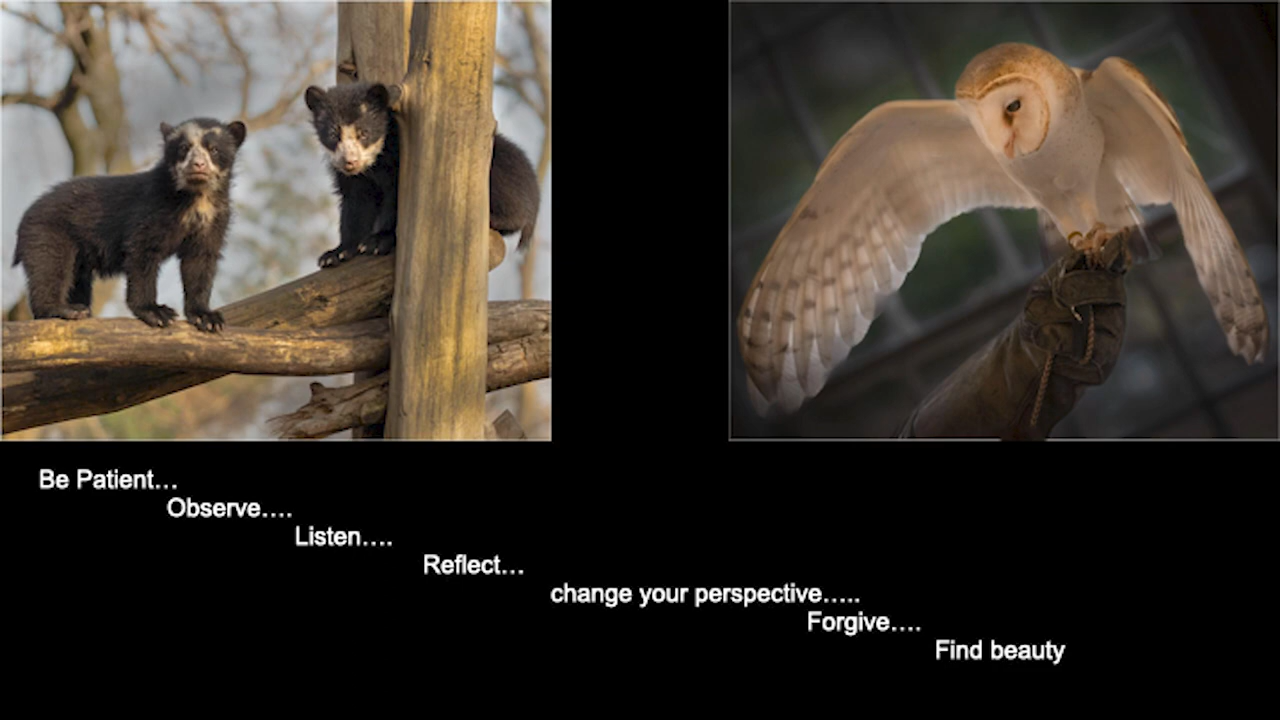 Be Patient…
Observe….
Listen….
Reflect…
change your perspective…..
Forgive….
Find beauty